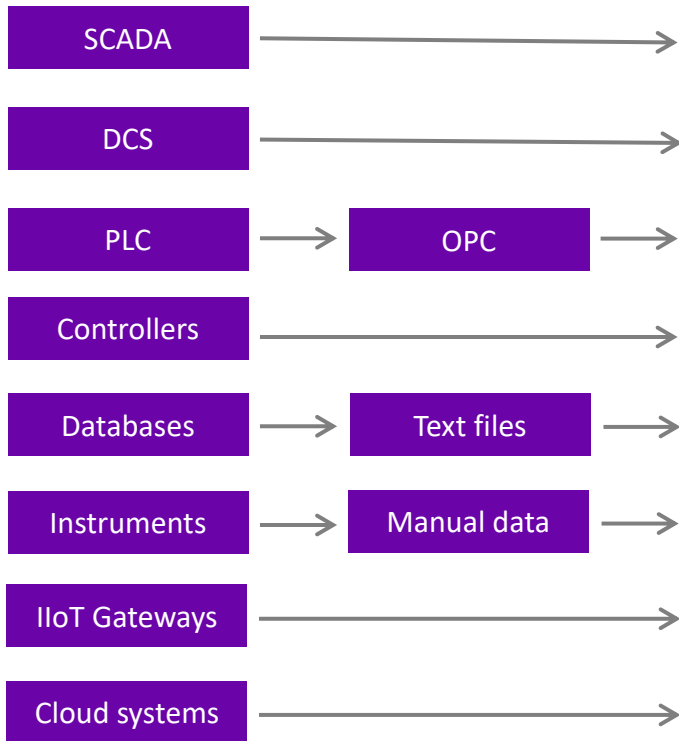 SCADA
DCS
PLC
OPC
Controllers
Databases
Text files
Instruments
Manual data
IIoT Gateways
Cloud systems